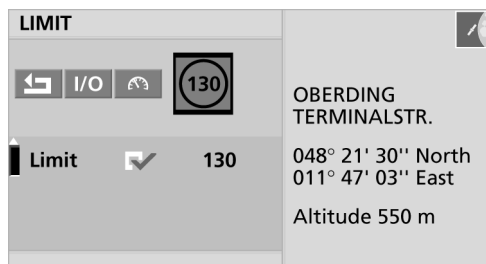 LIMIT
I/O
130
Limit 130
OBERDING
TERMINALSTR.
048° 21' 30'' North
011° 47' 03'' East
Altitude 550 m